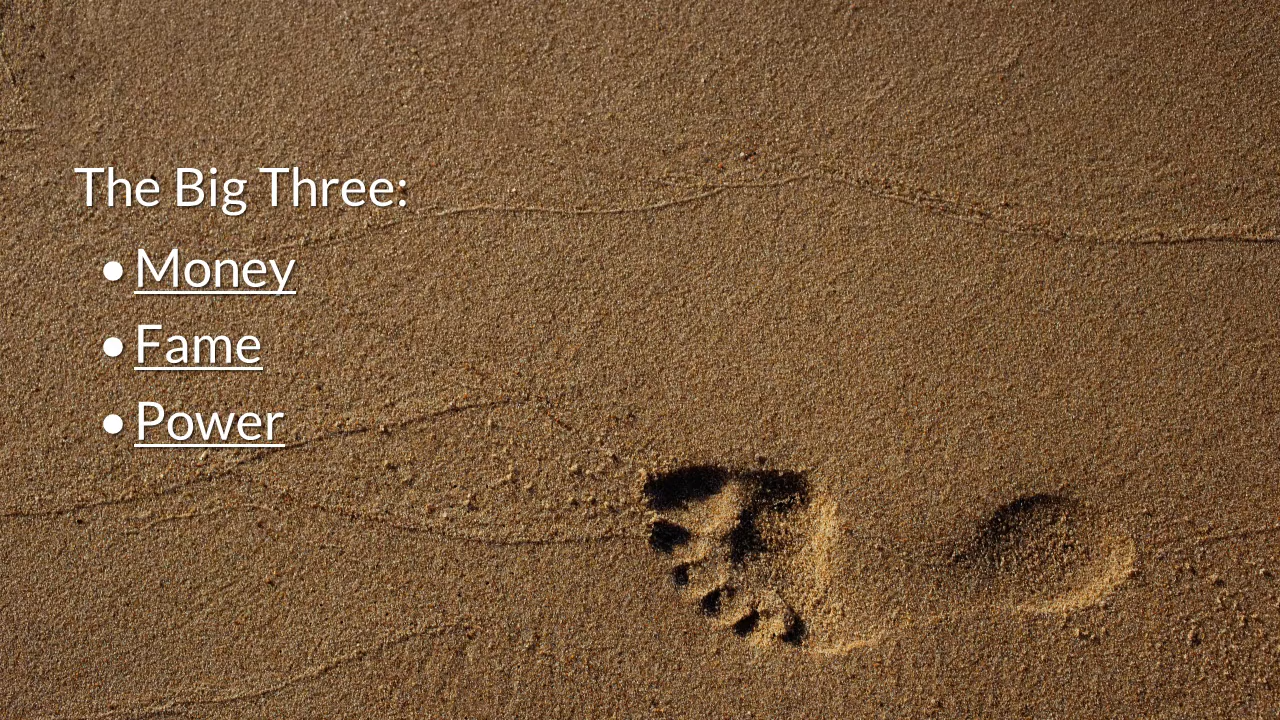 The Big Three:
• Money
• Fame
• Power